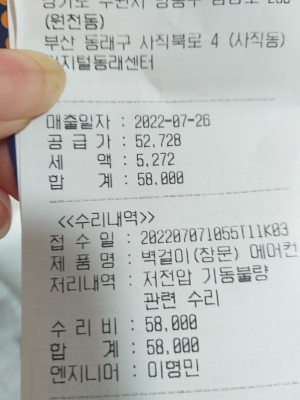 (원천동)
부산 동래구 사직북로 4 (사직동)
지털동래센터
매출일자 : 2022-07-26
공 급 가 : 52.728
세 액 : 5.272
합 계 : 58.000
<<수리내역>>
접 수 일 : 202207071055T11K03
제 품 명 : 벽걸이(창문) 에어컨
처리내역 : 저전압 기동불량
관련 수리
수 리 비 : 58,000
합 계 : 58,000
엔지니어 : 이영민